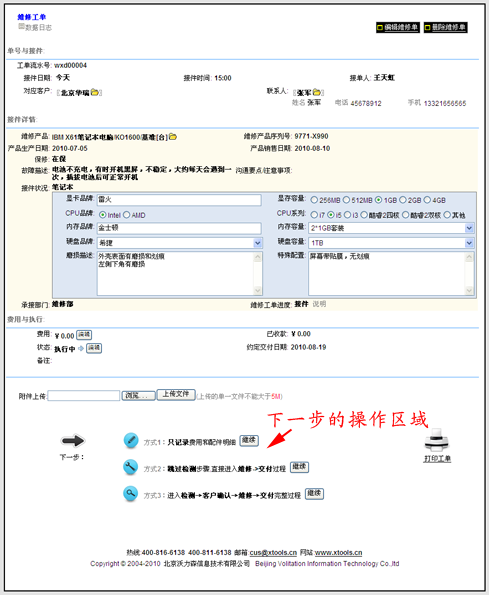 维修工单
数据日志
编辑维修单 删除维修单
单号与接件:
工单流水号: wxd00004
接件日期: 今天 接件时间: 15:00 接单人: 王天虹
对应客户: 北京华瑞 联系人: 张军
姓名 张军 电话 45678912 手机 13321656565
接件详情:
维修产品: IBM X61笔记本电脑/KO1600/基准[台] 维修产品序列号: 9771-X990
产品生产日期: 2010-07-05 产品销售日期: 2010-08-10
保修: 在保
故障描述: 电池不充电，有时开机黑屏，不稳定，大约每天会遇到一次，插拔电池后可正常开机 沟通要点/注意事项:
接件状况: 笔记本
显卡品牌: 雷火 显存容量: 256MB 512MB 1GB 2GB 4GB
CPU品牌: Intel AMD CPU系列: i7 i5 i3 酷睿2四核 酷睿2双核 其他
内存品牌: 金士顿 内存容量: 2*1GB套装
硬盘品牌: 希捷 硬盘容量: 1TB
磨损描述: 外壳表面有磨损和划痕 特殊配置: 屏幕带贴膜，无划痕
左侧下角有磨损
承接部门: 维修部 维修工单进度: 接件 说明
费用与执行:
费用: ¥ 0.00 已收款: ¥ 0.00
状态: 执行中 约定交付日期: 2010-08-19
备注:
附件上传: 浏览... 上传文件 (上传的单一文件不能大于5M)
下一步的操作区域
下一步：
方式1：只记录费用和配件明细 继续
打印工单
方式2：跳过检测步骤,直接进入维修->交付过程 继续
方式3：进入检测→客户确认→维修→交付完整过程 继续
热线:400-816-6138 400-811-6138 邮箱:cus@xtools.cn 网站:www.xtools.cn
Copyright © 2004-2010 北京沃力森信息技术有限公司 Beijing Volitation Information Technology Co.,ltd